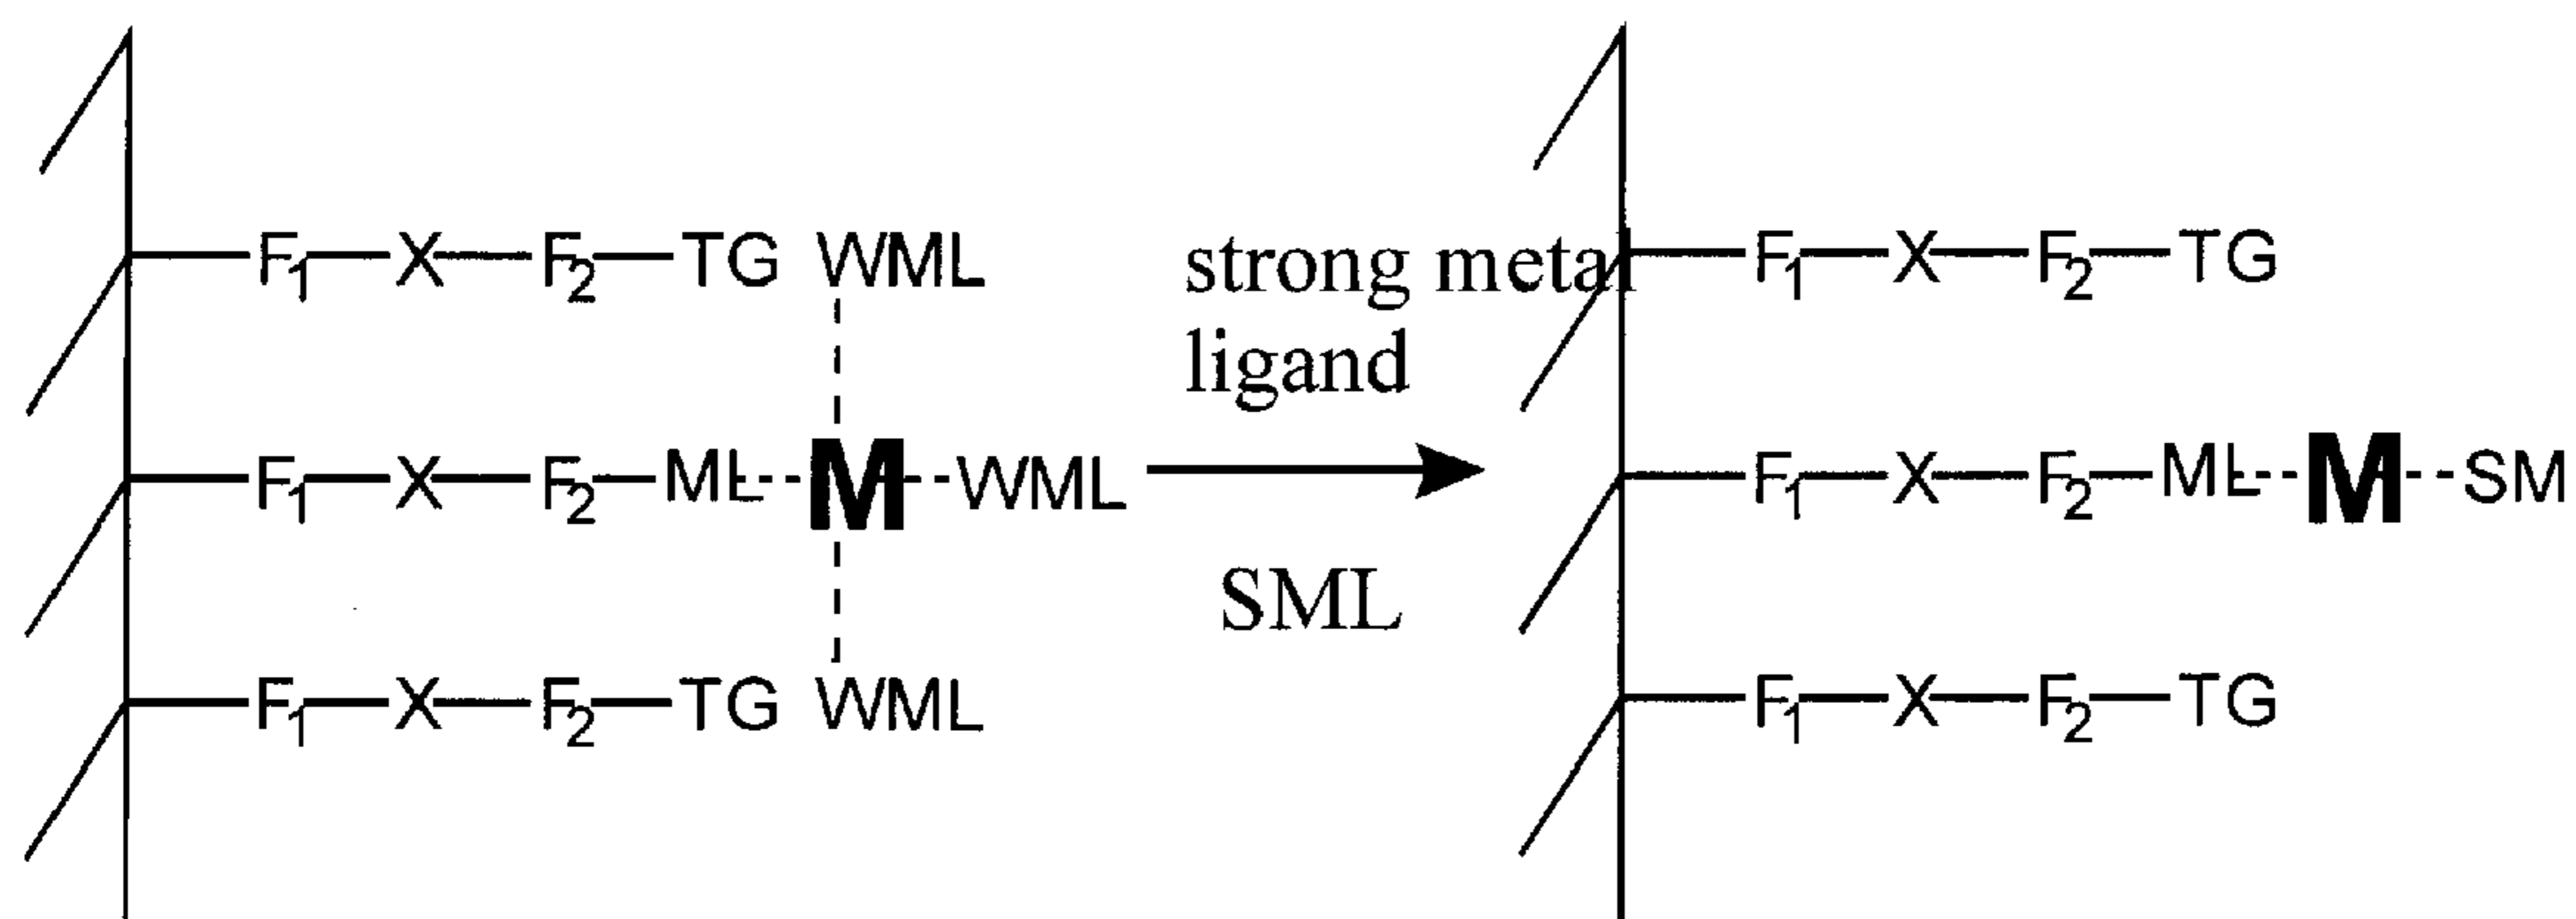 F₁—X—F₂—TG WML
strong metal
ligand
F₁—X—F₂—ML--M--WML
SML
F₁—X—F₂—TG WML
F₁—X—F₂—TG
F₁—X—F₂—ML--M--SM
F₁—X—F₂—TG